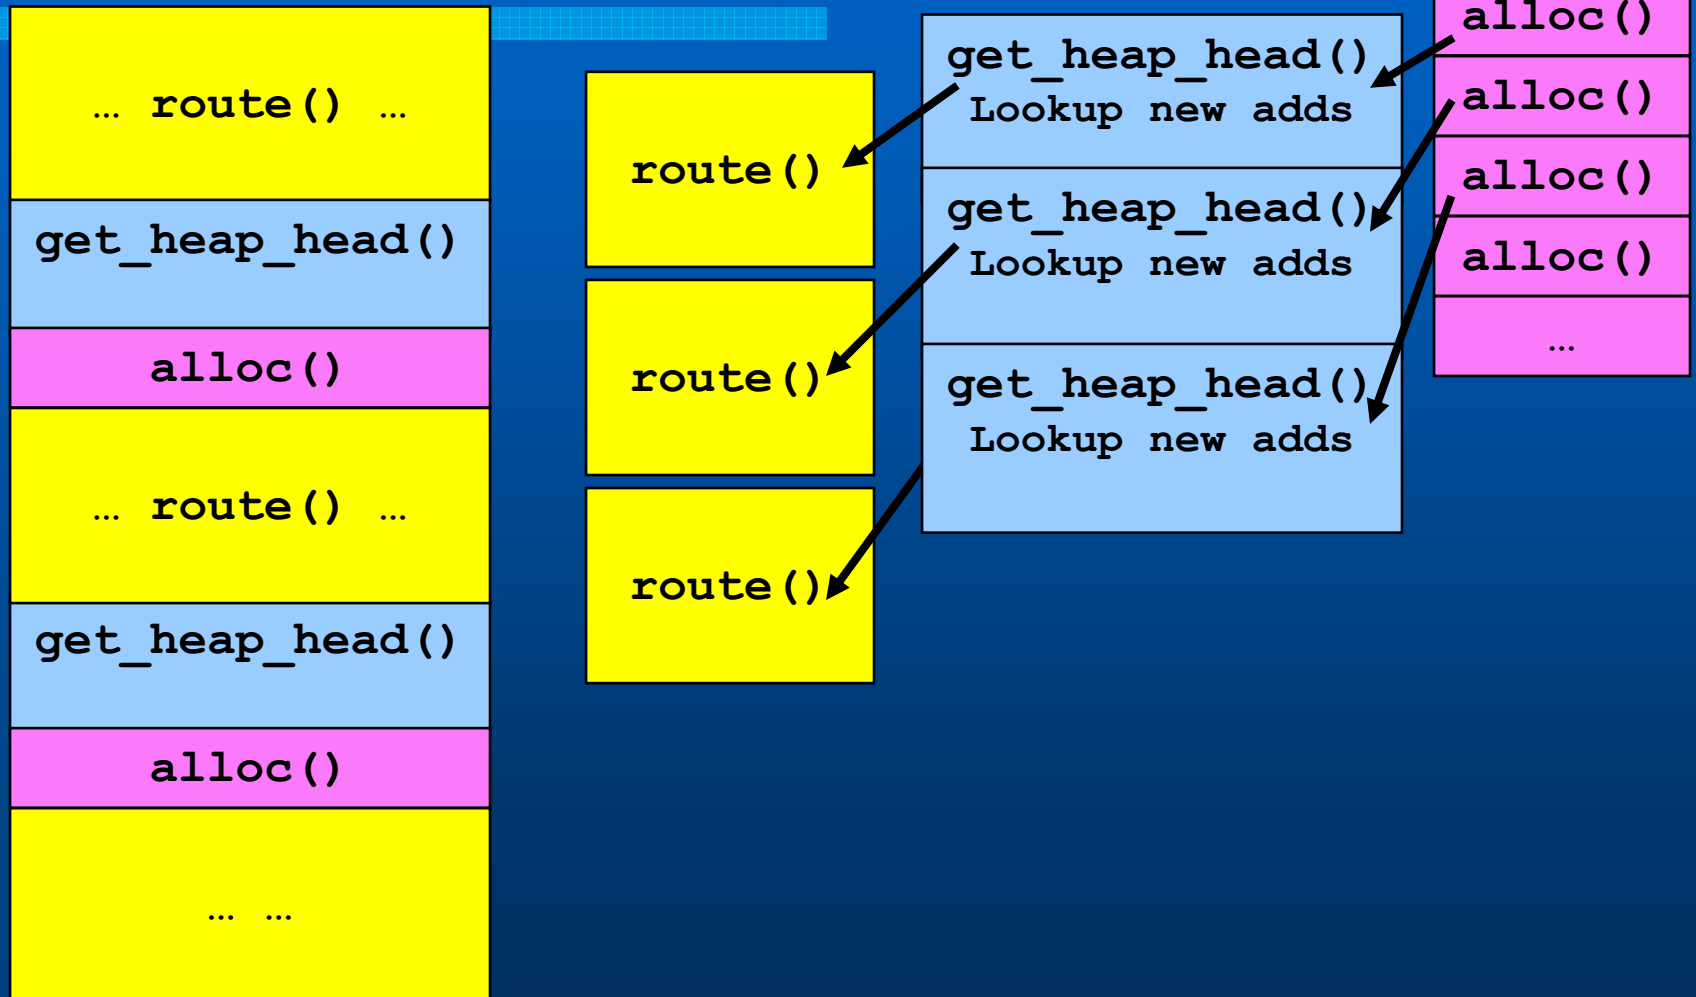 … route() …
get_heap_head()
alloc()
… route() …
get_heap_head()
alloc()
… …
route()
route()
route()
get_heap_head()
Lookup new adds
get_heap_head()
Lookup new adds
get_heap_head()
Lookup new adds
alloc()
alloc()
alloc()
alloc()
…